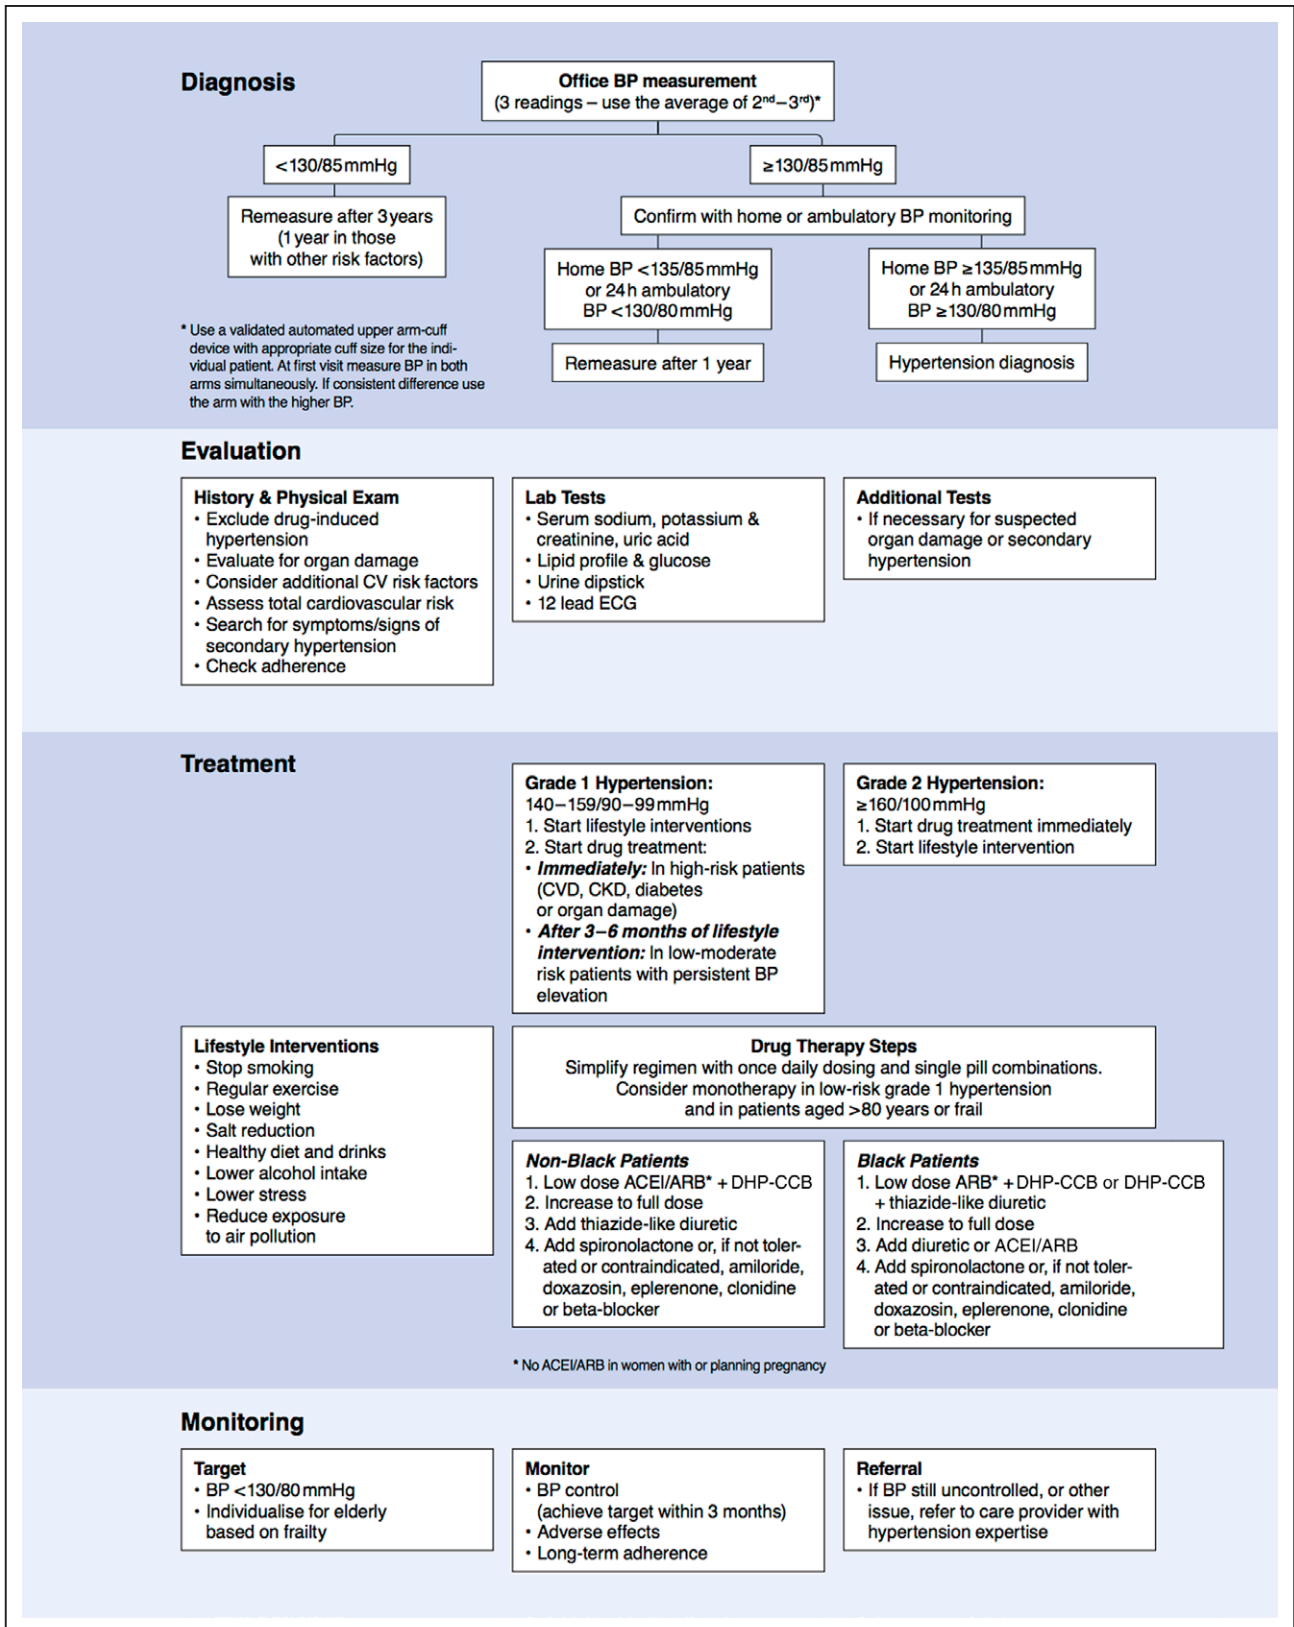 Diagnosis
Office BP measurement
(3 readings – use the average of 2nd–3rd)*
<130/85 mmHg
≥130/85 mmHg
Remeasure after 3 years
(1 year in those
with other risk factors)
Confirm with home or ambulatory BP monitoring
Home BP <135/85 mmHg
or 24 h ambulatory
BP <130/80 mmHg
Home BP ≥135/85 mmHg
or 24 h ambulatory
BP ≥130/80 mmHg
Remeasure after 1 year
Hypertension diagnosis
* Use a validated automated upper arm-cuff
device with appropriate cuff size for the indi-
vidual patient. At first visit measure BP in both
arms simultaneously. If consistent difference use
the arm with the higher BP.
Evaluation
History & Physical Exam
• Exclude drug-induced
hypertension
• Evaluate for organ damage
• Consider additional CV risk factors
• Assess total cardiovascular risk
• Search for symptoms/signs of
secondary hypertension
• Check adherence
Lab Tests
• Serum sodium, potassium &
creatinine, uric acid
• Lipid profile & glucose
• Urine dipstick
• 12 lead ECG
Additional Tests
• If necessary for suspected
organ damage or secondary
hypertension
Treatment
Grade 1 Hypertension:
140–159/90–99 mmHg
1. Start lifestyle interventions
2. Start drug treatment:
• Immediately: In high-risk patients
(CVD, CKD, diabetes
or organ damage)
• After 3–6 months of lifestyle
intervention: In low-moderate
risk patients with persistent BP
elevation
Grade 2 Hypertension:
≥160/100 mmHg
1. Start drug treatment immediately
2. Start lifestyle intervention
Lifestyle Interventions
• Stop smoking
• Regular exercise
• Lose weight
• Salt reduction
• Healthy diet and drinks
• Lower alcohol intake
• Lower stress
• Reduce exposure
to air pollution
Drug Therapy Steps
Simplify regimen with once daily dosing and single pill combinations.
Consider monotherapy in low-risk grade 1 hypertension
and in patients aged >80 years or frail
Non-Black Patients
1. Low dose ACEI/ARB* + DHP-CCB
2. Increase to full dose
3. Add thiazide-like diuretic
4. Add spironolactone or, if not toler-
ated or contraindicated, amiloride,
doxazosin, eplerenone, clonidine
or beta-blocker
Black Patients
1. Low dose ARB* + DHP-CCB or DHP-CCB
+ thiazide-like diuretic
2. Increase to full dose
3. Add diuretic or ACEI/ARB
4. Add spironolactone or, if not toler-
ated or contraindicated, amiloride,
doxazosin, eplerenone, clonidine
or beta-blocker
* No ACEI/ARB in women with or planning pregnancy
Monitoring
Target
• BP <130/80 mmHg
• Individualise for elderly
based on frailty
Monitor
• BP control
(achieve target within 3 months)
• Adverse effects
• Long-term adherence
Referral
• If BP still uncontrolled, or other
issue, refer to care provider with
hypertension expertise